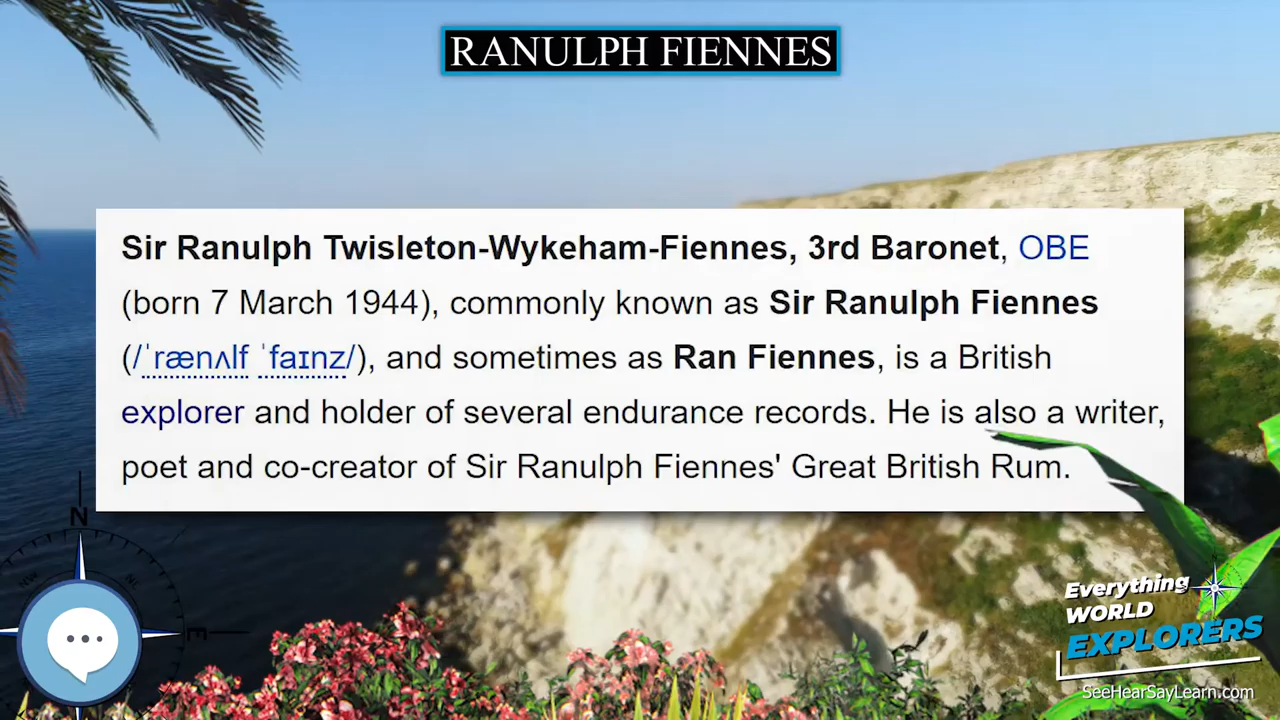 RANULPH FIENNES
Sir Ranulph Twisleton-Wykeham-Fiennes, 3rd Baronet, OBE
(born 7 March 1944), commonly known as Sir Ranulph Fiennes
(/ˈrænʌlf ˈfaɪnz/), and sometimes as Ran Fiennes, is a British
explorer and holder of several endurance records. He is also a writer,
poet and co-creator of Sir Ranulph Fiennes' Great British Rum.
N
NW
NE
E
Everything
WORLD
EXPLORERS
SeeHearSayLearn.com